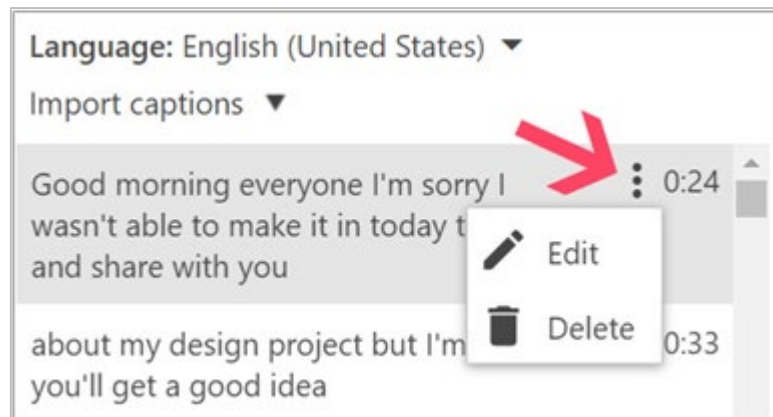 Language: English (United States)
Import captions
Good morning everyone I'm sorry I
0:24
wasn't able to make it in today
and share with you
Edit
Delete
about my design project but I'm
0:33
you'll get a good idea